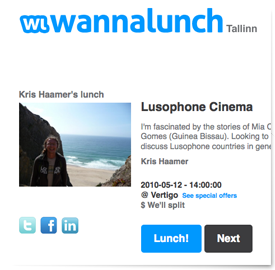 wl wannalunch Tallinn
Kris Haamer's lunch
Lusophone Cinema
I'm fascinated by the stories of Mia C
Gomes (Guinea Bissau). Looking to
discuss Lusophone countries in gene
Kris Haamer
2010-05-12 - 14:00:00
@ Vertigo See special offers
$ We'll split
t f in
Lunch! Next